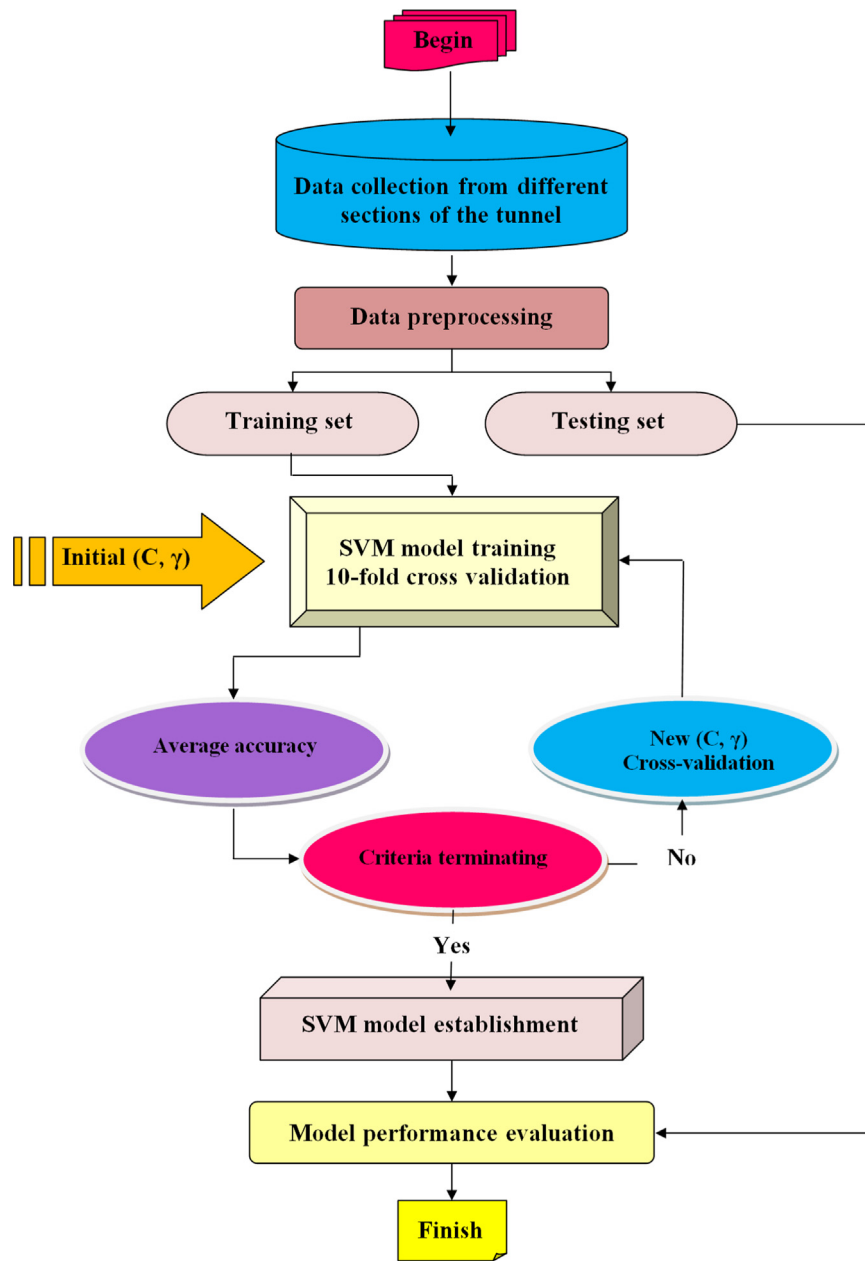 Begin
Data collection from different
sections of the tunnel
Data preprocessing
Training set
Testing set
Initial (C, γ)
SVM model training
10-fold cross validation
Average accuracy
New (C, γ)
Cross-validation
Criteria terminating
No
Yes
SVM model establishment
Model performance evaluation
Finish